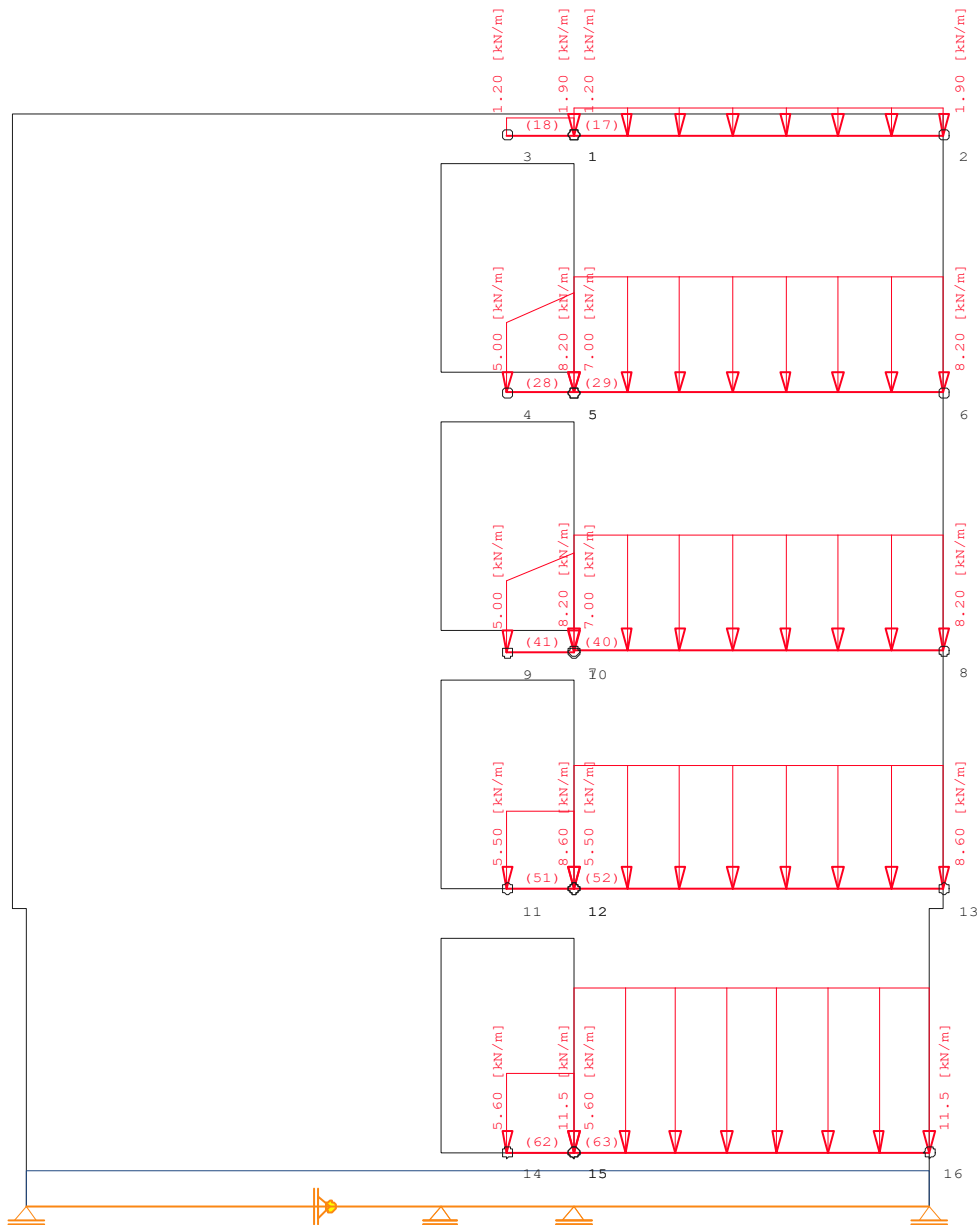 1.20 [kN/m]
1.90 [kN/m]
1.20 [kN/m]
1.90 [kN/m]
(18)
(17)
3
1
2
5.00 [kN/m]
8.20 [kN/m]
7.00 [kN/m]
8.20 [kN/m]
(28)
(29)
4
5
6
5.00 [kN/m]
8.20 [kN/m]
7.00 [kN/m]
8.20 [kN/m]
(41)
(40)
9
10
8
5.50 [kN/m]
8.60 [kN/m]
5.50 [kN/m]
8.60 [kN/m]
(51)
(52)
11
12
13
5.60 [kN/m]
11.5 [kN/m]
5.60 [kN/m]
11.5 [kN/m]
(62)
(63)
14
15
16